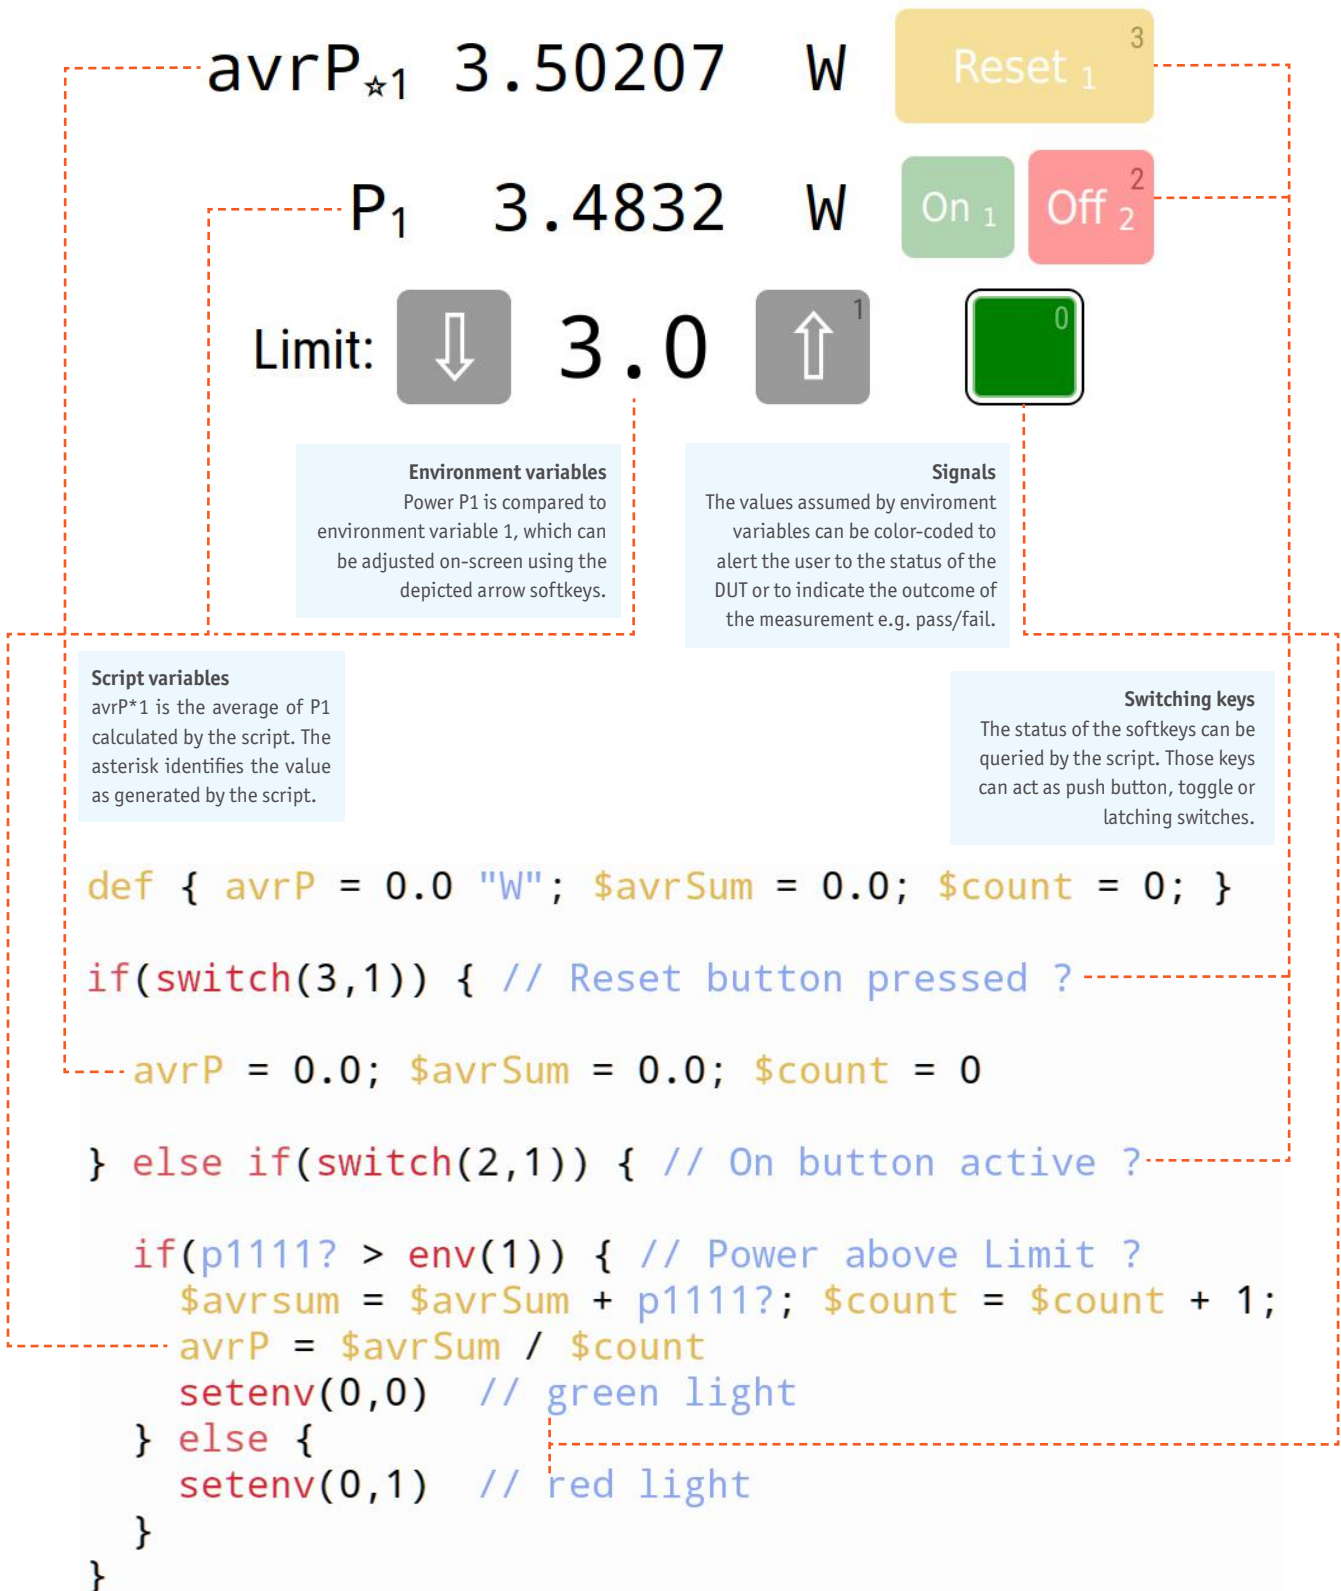 avrP☆1 3.50207 W Reset 1 3
P1 3.4832 W On 1 Off 2 2
Limit: ⇩ 3.0 ⇧ 1 0
Environment variables
Power P1 is compared to
environment variable 1, which can
be adjusted on-screen using the
depicted arrow softkeys.
Signals
The values assumed by enviroment
variables can be color-coded to
alert the user to the status of the
DUT or to indicate the outcome of
the measurement e.g. pass/fail.
Script variables
avrP*1 is the average of P1
calculated by the script. The
asterisk identifies the value
as generated by the script.
Switching keys
The status of the softkeys can be
queried by the script. Those keys
can act as push button, toggle or
latching switches.
def { avrP = 0.0 "W"; $avrSum = 0.0; $count = 0; }
if(switch(3,1)) { // Reset button pressed ?
avrP = 0.0; $avrSum = 0.0; $count = 0
} else if(switch(2,1)) { // On button active ?
if(p1111? > env(1)) { // Power above Limit ?
$avrsum = $avrSum + p1111?; $count = $count + 1;
avrP = $avrSum / $count
setenv(0,0) // green light
} else {
setenv(0,1) // red light
}
}